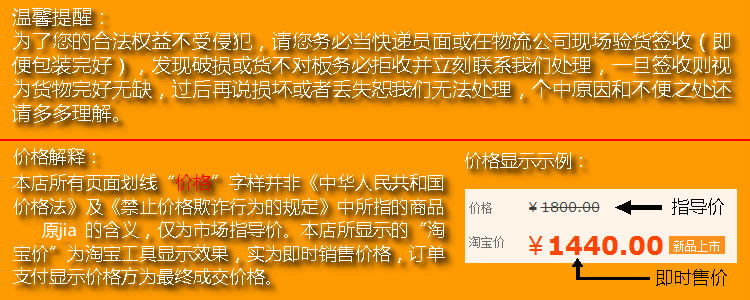 温馨提醒：
为了您的合法权益不受侵犯，请您务必当快递员面或在物流公司现场验货签收（即
便包装完好），发现破损或货不对板务必拒收并立刻联系我们处理，一旦签收则视
为货物完好无缺，过后再说损坏或者丢失恕我们无法处理，个中原因和不便之处还
请多多理解。
价格解释：
本店所有页面划线“价格”字样并非《中华人民共和国
价格法》及《禁止价格欺诈行为的规定》中所指的商品
原jia 的含义，仅为市场指导价。本店所显示的“淘
宝价”为淘宝工具显示效果，实为即时销售价格，订单
支付显示价格方为最终成交价格。
价格显示示例：
价格 ¥1800.00 指导价
淘宝价 ¥1440.00 新品上市
即时售价